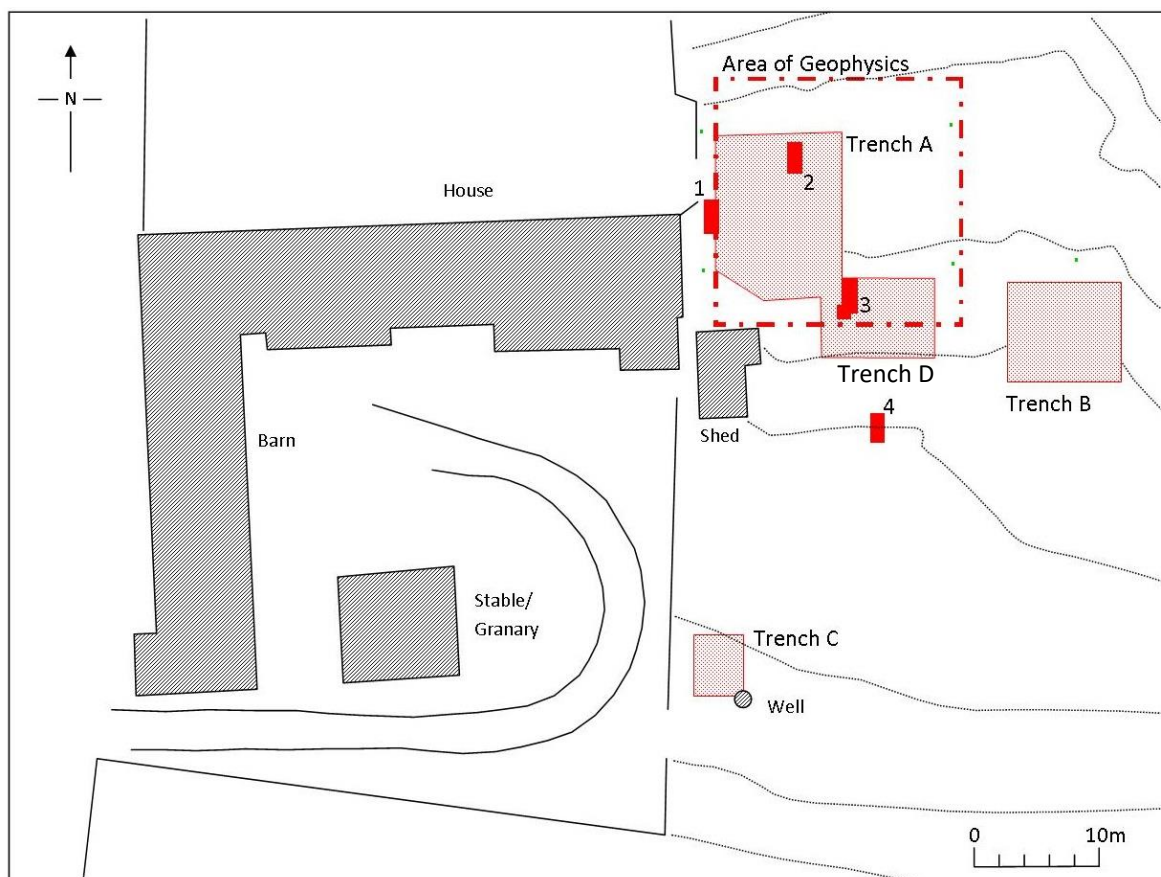 Area of Geophysics
N
Trench A
2
House
1
3
Trench D
Trench B
4
Barn
Shed
Stable/
Granary
Trench C
Well
0 10m